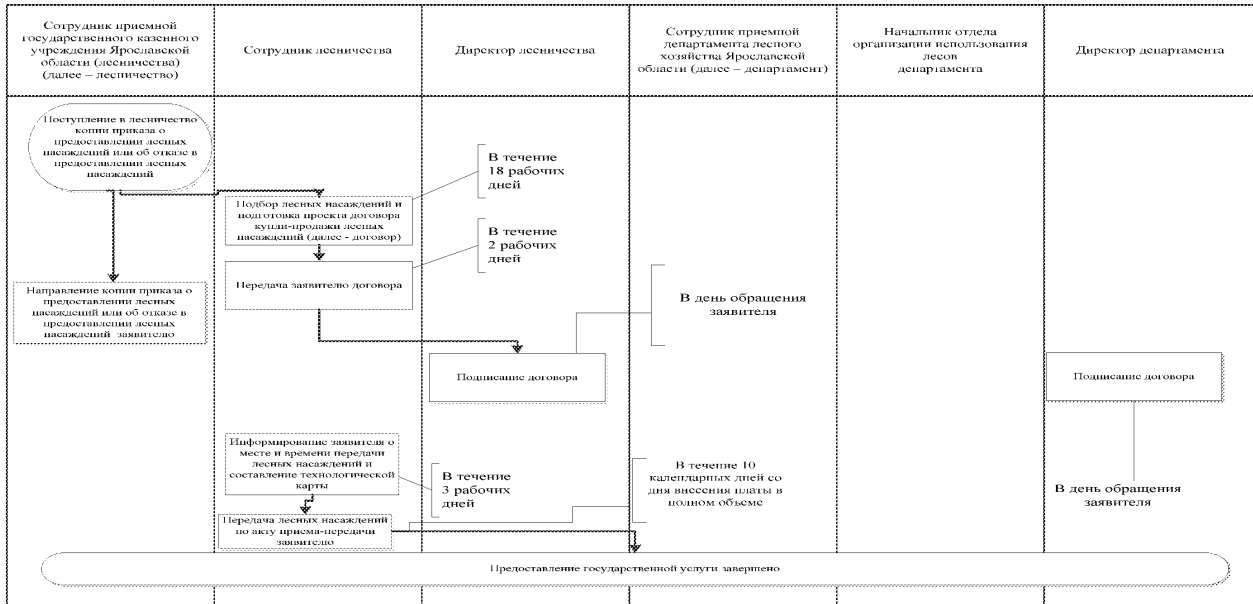 Сотрудник приемной
государственного казенного
учреждения Ярославской
области (лесничества)
(далее – лесничество)
Сотрудник лесничества
Директор лесничества
Сотрудник приемной
департамента лесного
хозяйства Ярославской
области (далее – департамент)
Начальник отдела
организации использования
лесов
департамента
Директор департамента
Поступление в лесничество
копии приказа о
предоставлении лесных
насаждений или об отказе в
предоставлении лесных
насаждений
В течение
18 рабочих
дней
Подбор лесных насаждений и
подготовка проекта договора
купли-продажи лесных
насаждений (далее - договор)
В течение
2 рабочих
дней
Передача заявителю договора
Направление копии приказа о
предоставлении лесных
насаждений или об отказе в
предоставлении лесных
насаждений заявителю
В день обращения
заявителя
Подписание договора
Подписание договора
Информирование заявителя о
месте и времени передачи
лесных насаждений и
составление технологической
карты
В течение
3 рабочих
дней
В течение 10
календарных дней со
дня внесения платы в
полном объеме
В день обращения
заявителя
Передача лесных насаждений
по акту приема-передачи
заявителю
Предоставление государственной услуги завершено